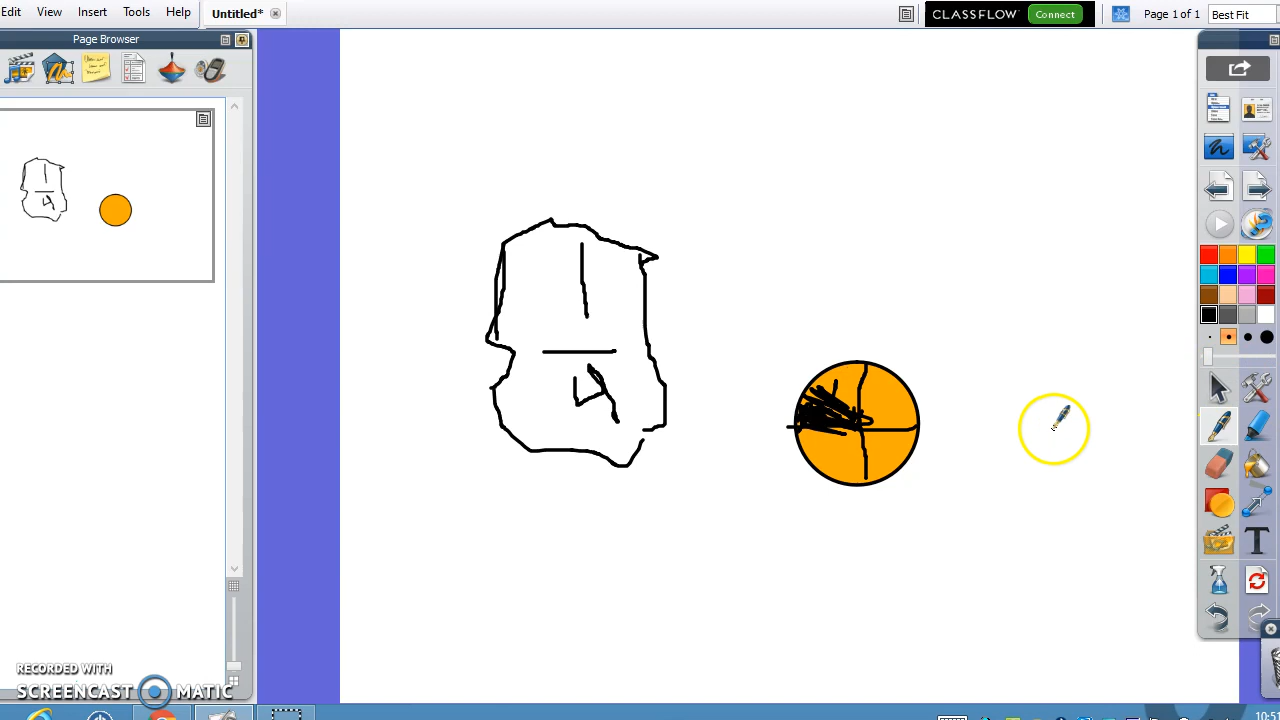 Edit View Insert Tools Help
Untitled*
CLASSFLOW Connect
Page 1 of 1
Best Fit
Page Browser
1
4
T
RECORDED WITH
SCREENCAST MATIC